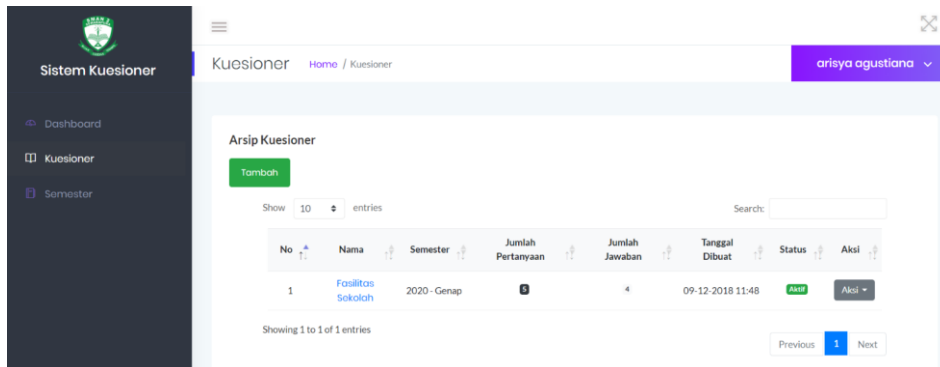 Sistem Kuesioner
Dashboard
Kuesioner
Semester
Kuesioner Home / Kuesioner
arisya agustiana
Arsip Kuesioner
Tambah
Show 10 entries
Search:
No Nama Semester Jumlah Pertanyaan Jumlah Jawaban Tanggal Dibuat Status Aksi
1 Fasilitas Sekolah 2020 - Genap 5 4 09-12-2018 11:48 Aktif Aksi
Showing 1 to 1 of 1 entries
Previous 1 Next